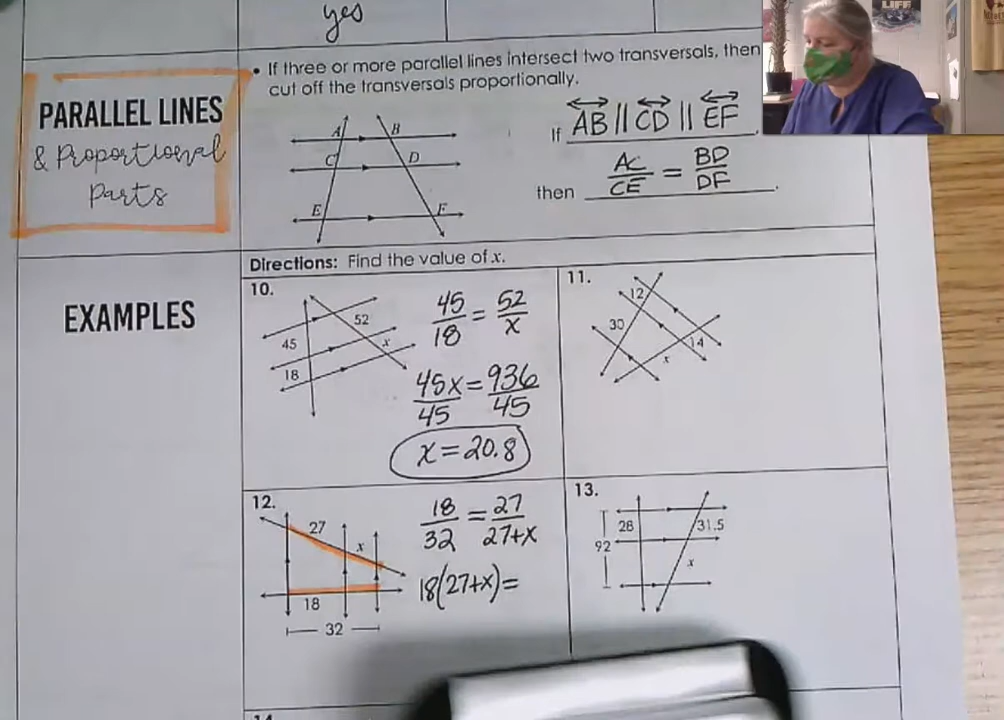 yes
• If three or more parallel lines intersect two transversals, then
cut off the transversals proportionally.
PARALLEL LINES
& Proportional
Parts
A B
C D
E F
If AB || CD || EF
then AC/CE = BD/DF.
Directions: Find the value of x.
EXAMPLES
10.
52
45
x
18
45/18 = 52/x
45x/45 = 936/45
x = 20.8
11.
12
30
14
x
12.
27
x
18
32
18/32 = 27/27+x
18(27+x)=
13.
28
31.5
92
x